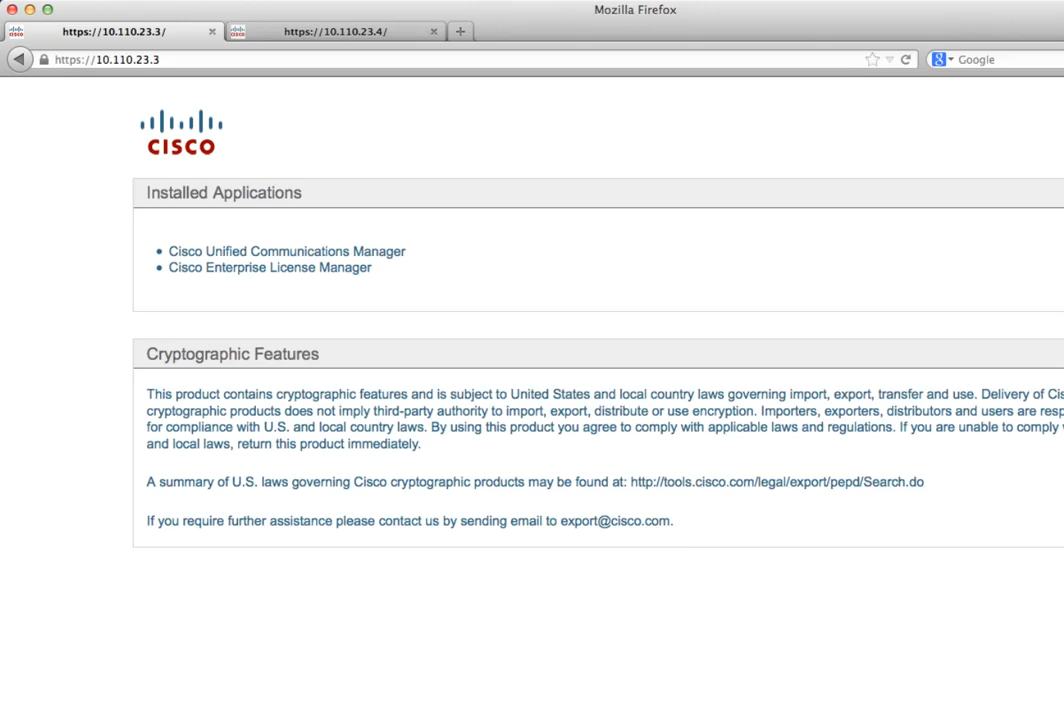 Mozilla Firefox
https://10.110.23.3/
https://10.110.23.4/
https://10.110.23.3
Google
CISCO
Installed Applications
Cisco Unified Communications Manager
Cisco Enterprise License Manager
Cryptographic Features
This product contains cryptographic features and is subject to United States and local country laws governing import, export, transfer and use. Delivery of
cryptographic products does not imply third-party authority to import, export, distribute or use encryption. Importers, exporters, distributors and users are
for compliance with U.S. and local country laws. By using this product you agree to comply with applicable laws and regulations. If you are unable to comply
and local laws, return this product immediately.
A summary of U.S. laws governing Cisco cryptographic products may be found at: http://tools.cisco.com/legal/export/pepd/Search.do
If you require further assistance please contact us by sending email to export@cisco.com.